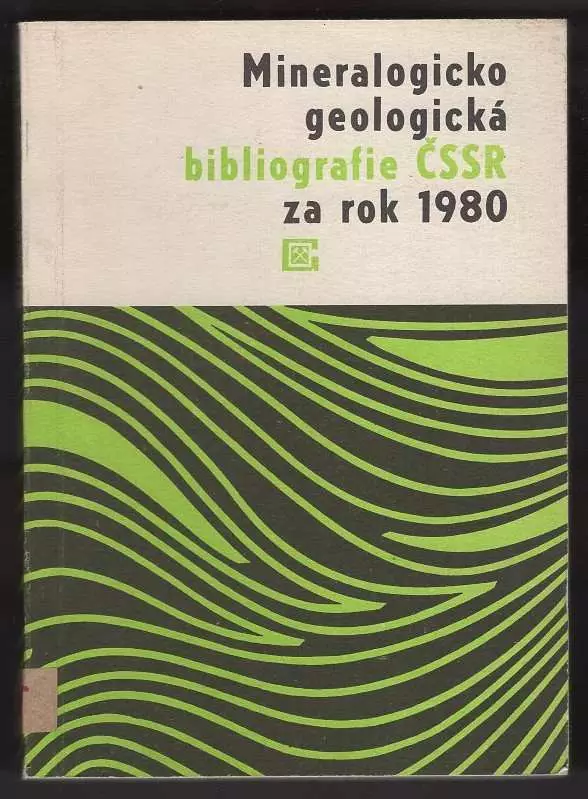 Mineralogicko
geologická
bibliografie ČSSR
za rok 1980